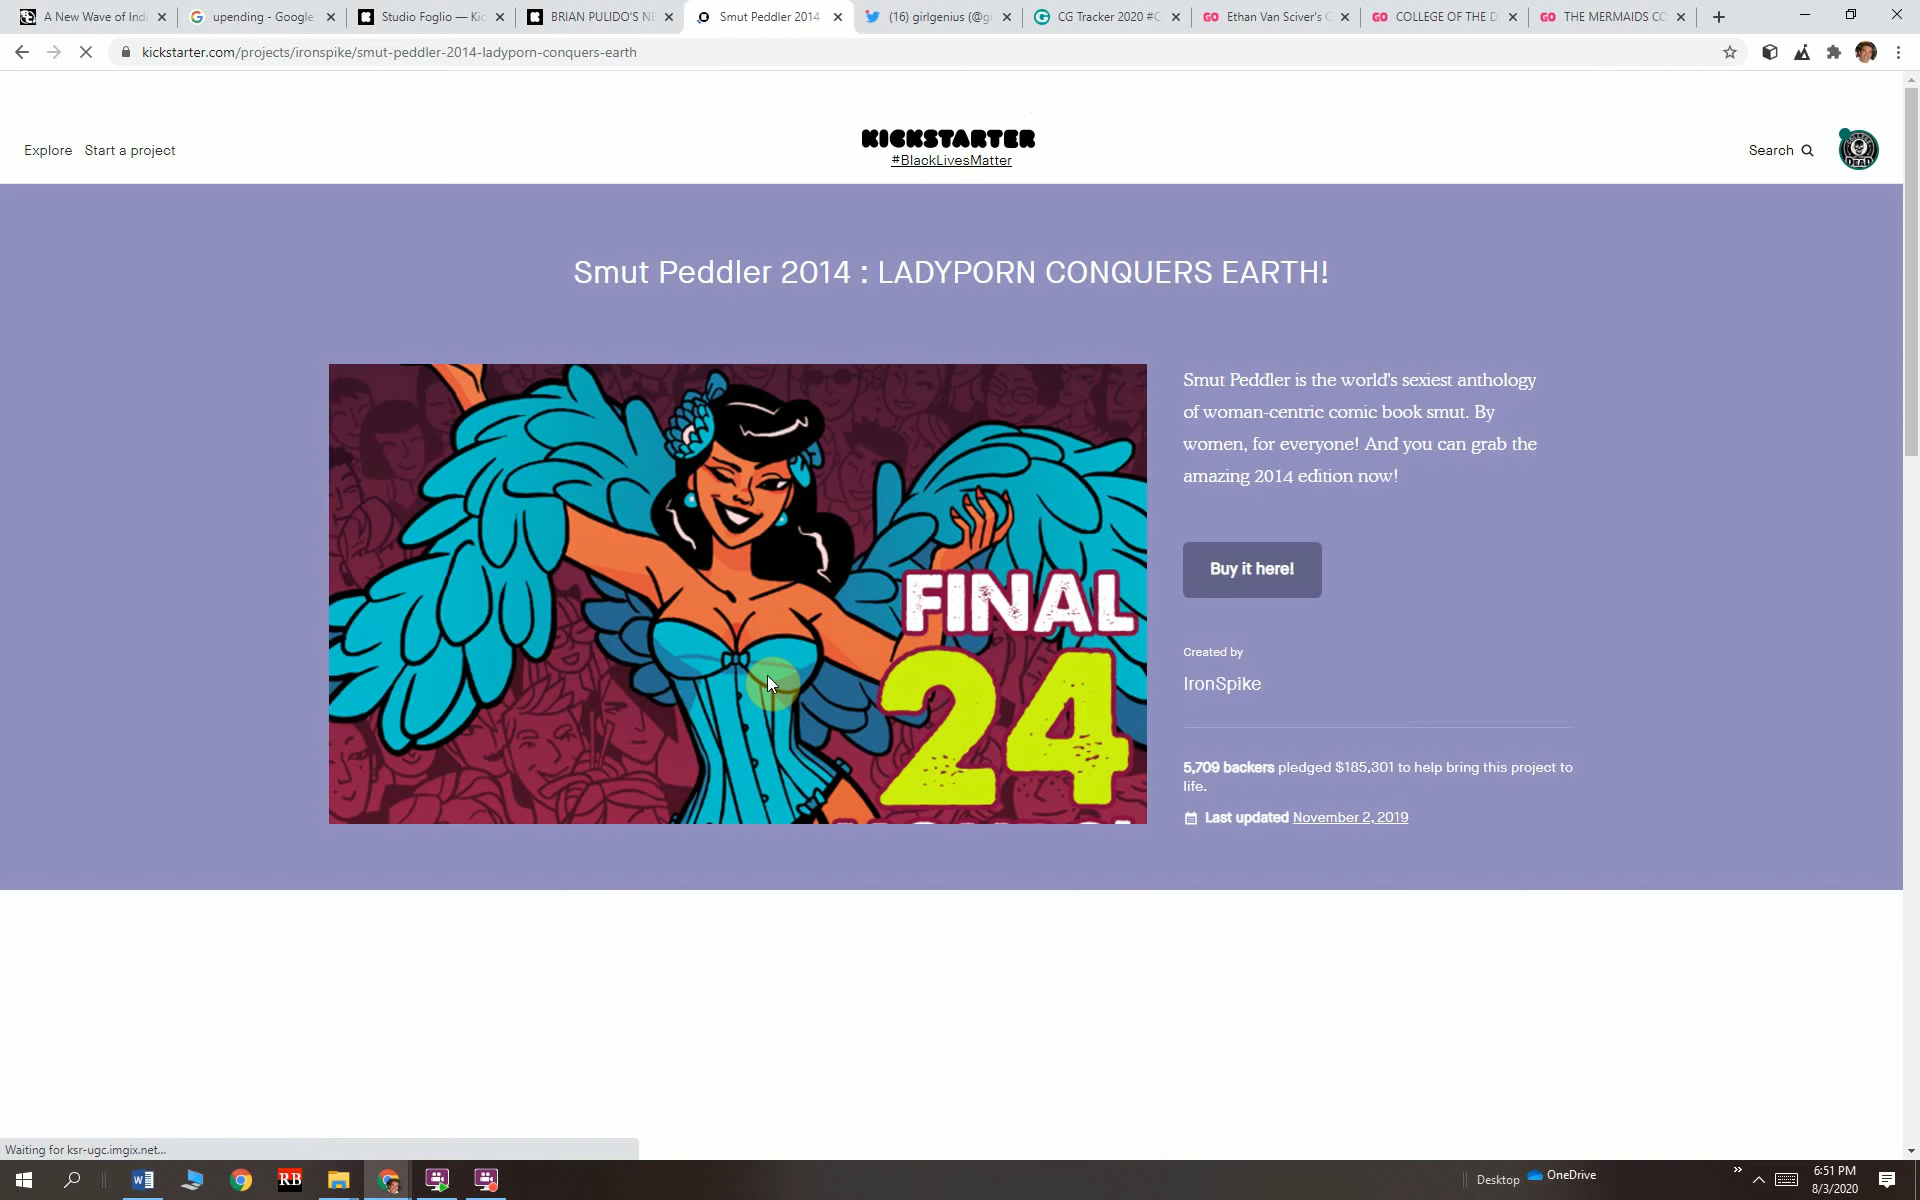 A New Wave of Indi
upending - Google
Studio Foglio — Kic
BRIAN PULIDO'S NE
Smut Peddler 2014
(16) girlgenius (@gi
CG Tracker 2020 #C
Ethan Van Sciver's C
COLLEGE OF THE D
THE MERMAIDS CO
kickstarter.com/projects/ironspike/smut-peddler-2014-ladyporn-conquers-earth
Explore Start a project
KICKSTARTER
#BlackLivesMatter
Search
DEAD
Smut Peddler 2014 : LADYPORN CONQUERS EARTH!
FINAL
24
Smut Peddler is the world's sexiest anthology
of woman-centric comic book smut. By
women, for everyone! And you can grab the
amazing 2014 edition now!
Buy it here!
Created by
IronSpike
5,709 backers pledged $185,301 to help bring this project to
life.
Last updated November 2, 2019
Waiting for ksr-ugc.imgix.net...
RB
Desktop
OneDrive
6:51 PM
8/3/2020